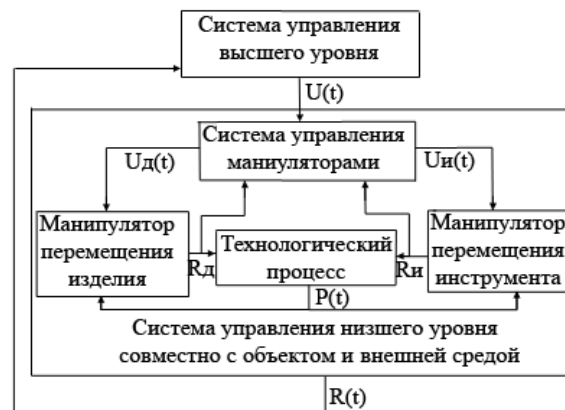 Система управления
высшего уровня
U(t)
Система управления
маниуляторами
Uд(t)
Uи(t)
Манипулятор
перемещения
изделия
Rд
Технологический
процесс
Rи
Манипулятор
перемещения
инструмента
P(t)
Система управления низшего уровня
совместно с объектом и внешней средой
R(t)